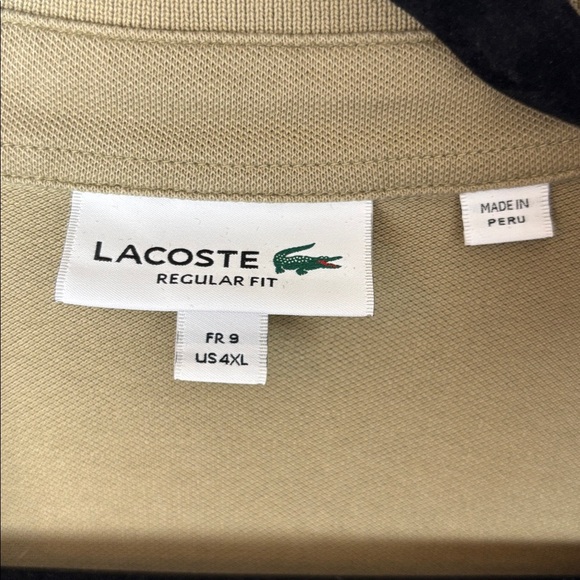 LACOSTE
REGULAR FIT
FR 9
US 4XL
MADE IN
PERU